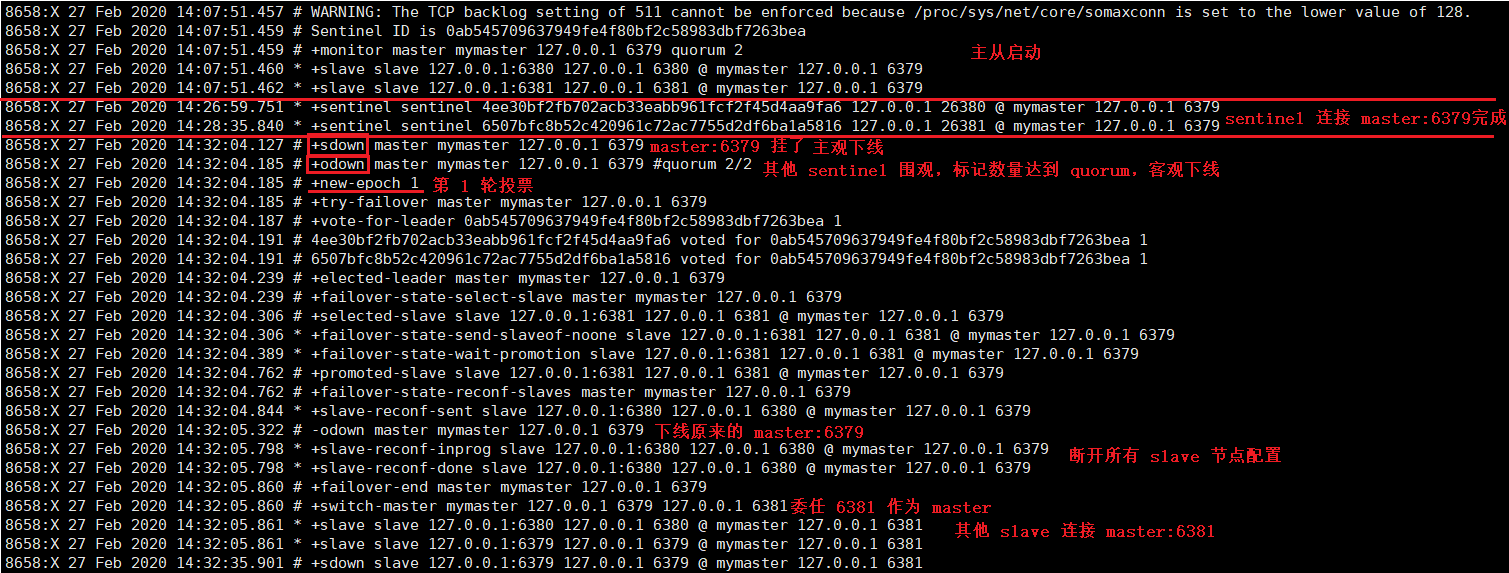 8658:X 27 Feb 2020 14:07:51.457 # WARNING: The TCP backlog setting of 511 cannot be enforced because /proc/sys/net/core/somaxconn is set to the lower value of 128.
8658:X 27 Feb 2020 14:07:51.459 # Sentinel ID is 0ab545709637949fe4f80bf2c58983dbf7263bea
8658:X 27 Feb 2020 14:07:51.459 # +monitor master mymaster 127.0.0.1 6379 quorum 2 主从启动
8658:X 27 Feb 2020 14:07:51.460 * +slave slave 127.0.0.1:6380 127.0.0.1 6380 @ mymaster 127.0.0.1 6379
8658:X 27 Feb 2020 14:07:51.462 * +slave slave 127.0.0.1:6381 127.0.0.1 6381 @ mymaster 127.0.0.1 6379
8658:X 27 Feb 2020 14:26:59.751 * +sentinel sentinel 4ee30bf2fb702acb33eabb961fcf2f45d4aa9fa6 127.0.0.1 26380 @ mymaster 127.0.0.1 6379
8658:X 27 Feb 2020 14:28:35.840 * +sentinel sentinel 6507bfc8b52c420961c72ac7755d2df6ba1a5816 127.0.0.1 26381 @ mymaster 127.0.0.1 6379 sentinel 连接 master:6379完成
8658:X 27 Feb 2020 14:32:04.127 # +sdown master mymaster 127.0.0.1 6379 master:6379 挂了 主观下线
8658:X 27 Feb 2020 14:32:04.185 # +odown master mymaster 127.0.0.1 6379 #quorum 2/2 其他 sentinel 围观，标记数量达到 quorum，客观下线
8658:X 27 Feb 2020 14:32:04.185 # +new-epoch 1 第 1 轮投票
8658:X 27 Feb 2020 14:32:04.185 # +try-failover master mymaster 127.0.0.1 6379
8658:X 27 Feb 2020 14:32:04.187 # +vote-for-leader 0ab545709637949fe4f80bf2c58983dbf7263bea 1
8658:X 27 Feb 2020 14:32:04.191 # 4ee30bf2fb702acb33eabb961fcf2f45d4aa9fa6 voted for 0ab545709637949fe4f80bf2c58983dbf7263bea 1
8658:X 27 Feb 2020 14:32:04.191 # 6507bfc8b52c420961c72ac7755d2df6ba1a5816 voted for 0ab545709637949fe4f80bf2c58983dbf7263bea 1
8658:X 27 Feb 2020 14:32:04.239 # +elected-leader master mymaster 127.0.0.1 6379
8658:X 27 Feb 2020 14:32:04.239 # +failover-state-select-slave master mymaster 127.0.0.1 6379
8658:X 27 Feb 2020 14:32:04.306 # +selected-slave slave 127.0.0.1:6381 127.0.0.1 6381 @ mymaster 127.0.0.1 6379
8658:X 27 Feb 2020 14:32:04.306 * +failover-state-send-slaveof-noone slave 127.0.0.1:6381 127.0.0.1 6381 @ mymaster 127.0.0.1 6379
8658:X 27 Feb 2020 14:32:04.389 * +failover-state-wait-promotion slave 127.0.0.1:6381 127.0.0.1 6381 @ mymaster 127.0.0.1 6379
8658:X 27 Feb 2020 14:32:04.762 # +promoted-slave slave 127.0.0.1:6381 127.0.0.1 6381 @ mymaster 127.0.0.1 6379
8658:X 27 Feb 2020 14:32:04.762 # +failover-state-reconf-slaves master mymaster 127.0.0.1 6379
8658:X 27 Feb 2020 14:32:04.844 * +slave-reconf-sent slave 127.0.0.1:6380 127.0.0.1 6380 @ mymaster 127.0.0.1 6379
8658:X 27 Feb 2020 14:32:05.322 # -odown master mymaster 127.0.0.1 6379 下线原来的 master:6379
8658:X 27 Feb 2020 14:32:05.798 * +slave-reconf-inprog slave 127.0.0.1:6380 127.0.0.1 6380 @ mymaster 127.0.0.1 6379 断开所有 slave 节点配置
8658:X 27 Feb 2020 14:32:05.798 * +slave-reconf-done slave 127.0.0.1:6380 127.0.0.1 6380 @ mymaster 127.0.0.1 6379
8658:X 27 Feb 2020 14:32:05.860 # +failover-end master mymaster 127.0.0.1 6379
8658:X 27 Feb 2020 14:32:05.860 # +switch-master mymaster 127.0.0.1 6379 127.0.0.1 6381 委任 6381 作为 master
8658:X 27 Feb 2020 14:32:05.861 * +slave slave 127.0.0.1:6380 127.0.0.1 6380 @ mymaster 127.0.0.1 6381 其他 slave 连接 master:6381
8658:X 27 Feb 2020 14:32:05.861 * +slave slave 127.0.0.1:6379 127.0.0.1 6379 @ mymaster 127.0.0.1 6381
8658:X 27 Feb 2020 14:32:35.901 # +sdown slave 127.0.0.1:6379 127.0.0.1 6379 @ mymaster 127.0.0.1 6381